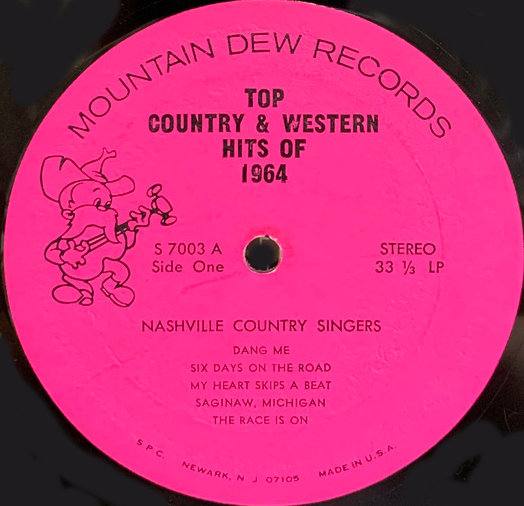 MOUNTAIN DEW RECORDS
TOP
COUNTRY & WESTERN
HITS OF
1964
S 7003 A
Side One
STEREO
33 ⅓ LP
NASHVILLE COUNTRY SINGERS
DANG ME
SIX DAYS ON THE ROAD
MY HEART SKIPS A BEAT
SAGINAW, MICHIGAN
THE RACE IS ON
S P C. NEWARK, N J 07105 MADE IN U.S.A.